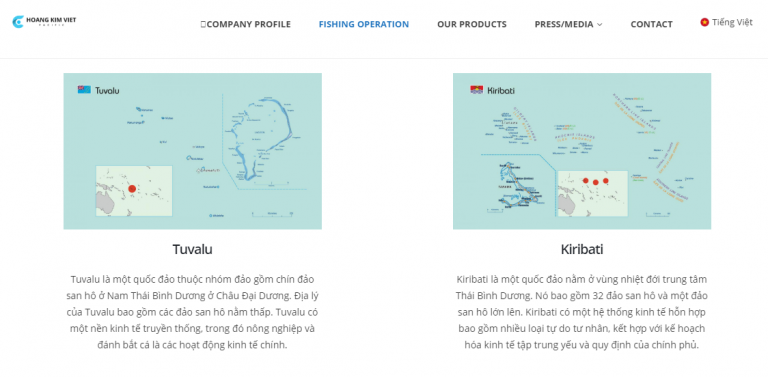 HOANG KIM VIET
PACIFIC
COMPANY PROFILE
FISHING OPERATION
OUR PRODUCTS
PRESS/MEDIA
CONTACT
Tiếng Việt
Tuvalu
Kiribati
Tuvalu
Tuvalu là một quốc đảo thuộc nhóm đảo gồm chín đảo
san hô ở Nam Thái Bình Dương ở Châu Đại Dương. Địa lý
của Tuvalu bao gồm các đảo san hô nằm thấp. Tuvalu có
một nền kinh tế truyền thống, trong đó nông nghiệp và
đánh bắt cá là các hoạt động kinh tế chính.
Kiribati
Kiribati là một quốc đảo nằm ở vùng nhiệt đới trung tâm
Thái Bình Dương. Nó bao gồm 32 đảo san hô và một đảo
san hô lớn lên. Kiribati có một hệ thống kinh tế hỗn hợp
bao gồm nhiều loại tự do tư nhân, kết hợp với kế hoạch
hóa kinh tế tập trung yếu và quy định của chính phủ.